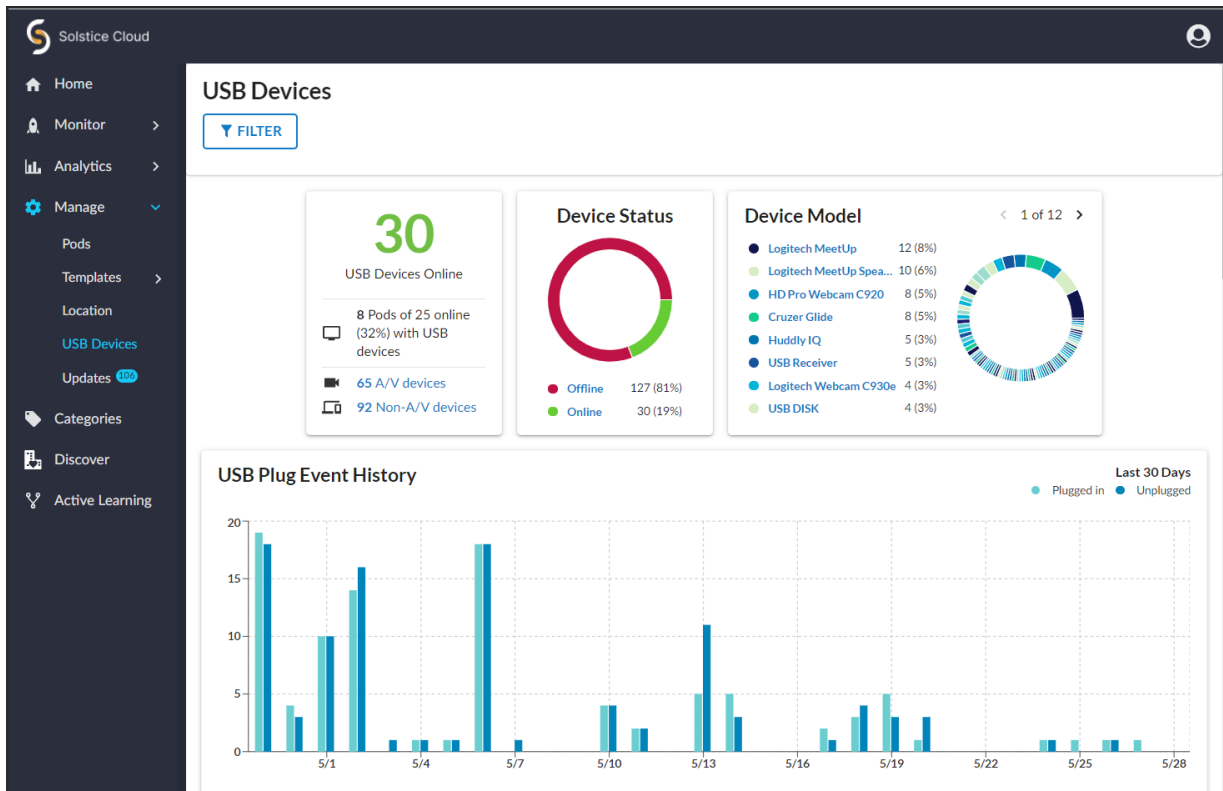 Solstice Cloud
Home
Monitor
Analytics
Manage
Pods
Templates
Location
USB Devices
Updates 106
Categories
Discover
Active Learning
USB Devices
FILTER
30
USB Devices Online
8 Pods of 25 online
(32%) with USB
devices
65 A/V devices
92 Non-A/V devices
Device Status
Offline 127 (81%)
Online 30 (19%)
Device Model
1 of 12
Logitech MeetUp 12 (8%)
Logitech MeetUp Spea... 10 (6%)
HD Pro Webcam C920 8 (5%)
Cruzer Glide 8 (5%)
Huddly IQ 5 (3%)
USB Receiver 5 (3%)
Logitech Webcam C930e 4 (3%)
USB DISK 4 (3%)
USB Plug Event History
Last 30 Days
Plugged in Unplugged
20
15
10
5
0
5/1 5/4 5/7 5/10 5/13 5/16 5/19 5/22 5/25 5/28